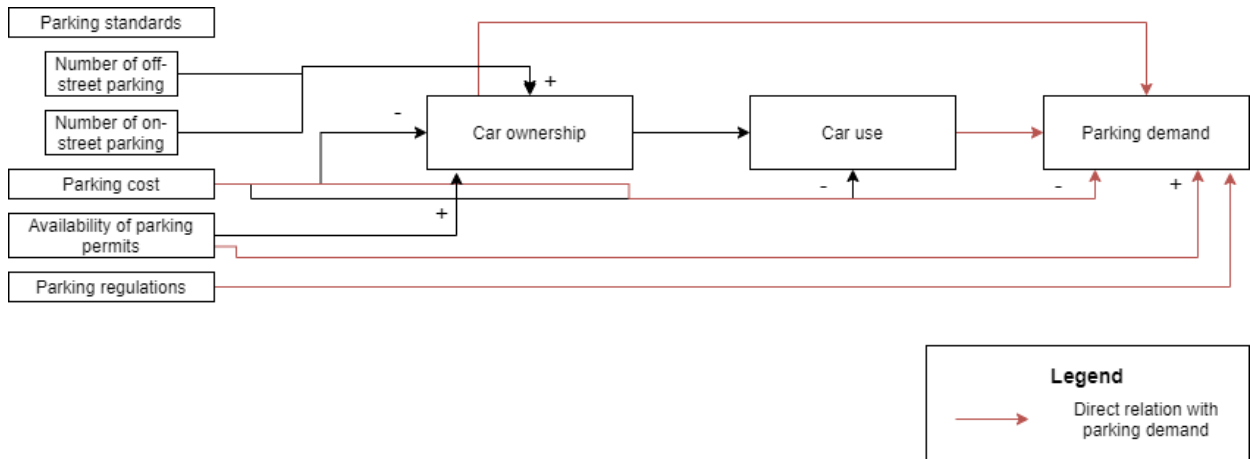 Parking standards
Number of off-
street parking
Number of on-
street parking
Parking cost
Availability of parking
permits
Parking regulations
+
-
+
Car ownership
Car use
-
Parking demand
-
+
Legend
Direct relation with
parking demand